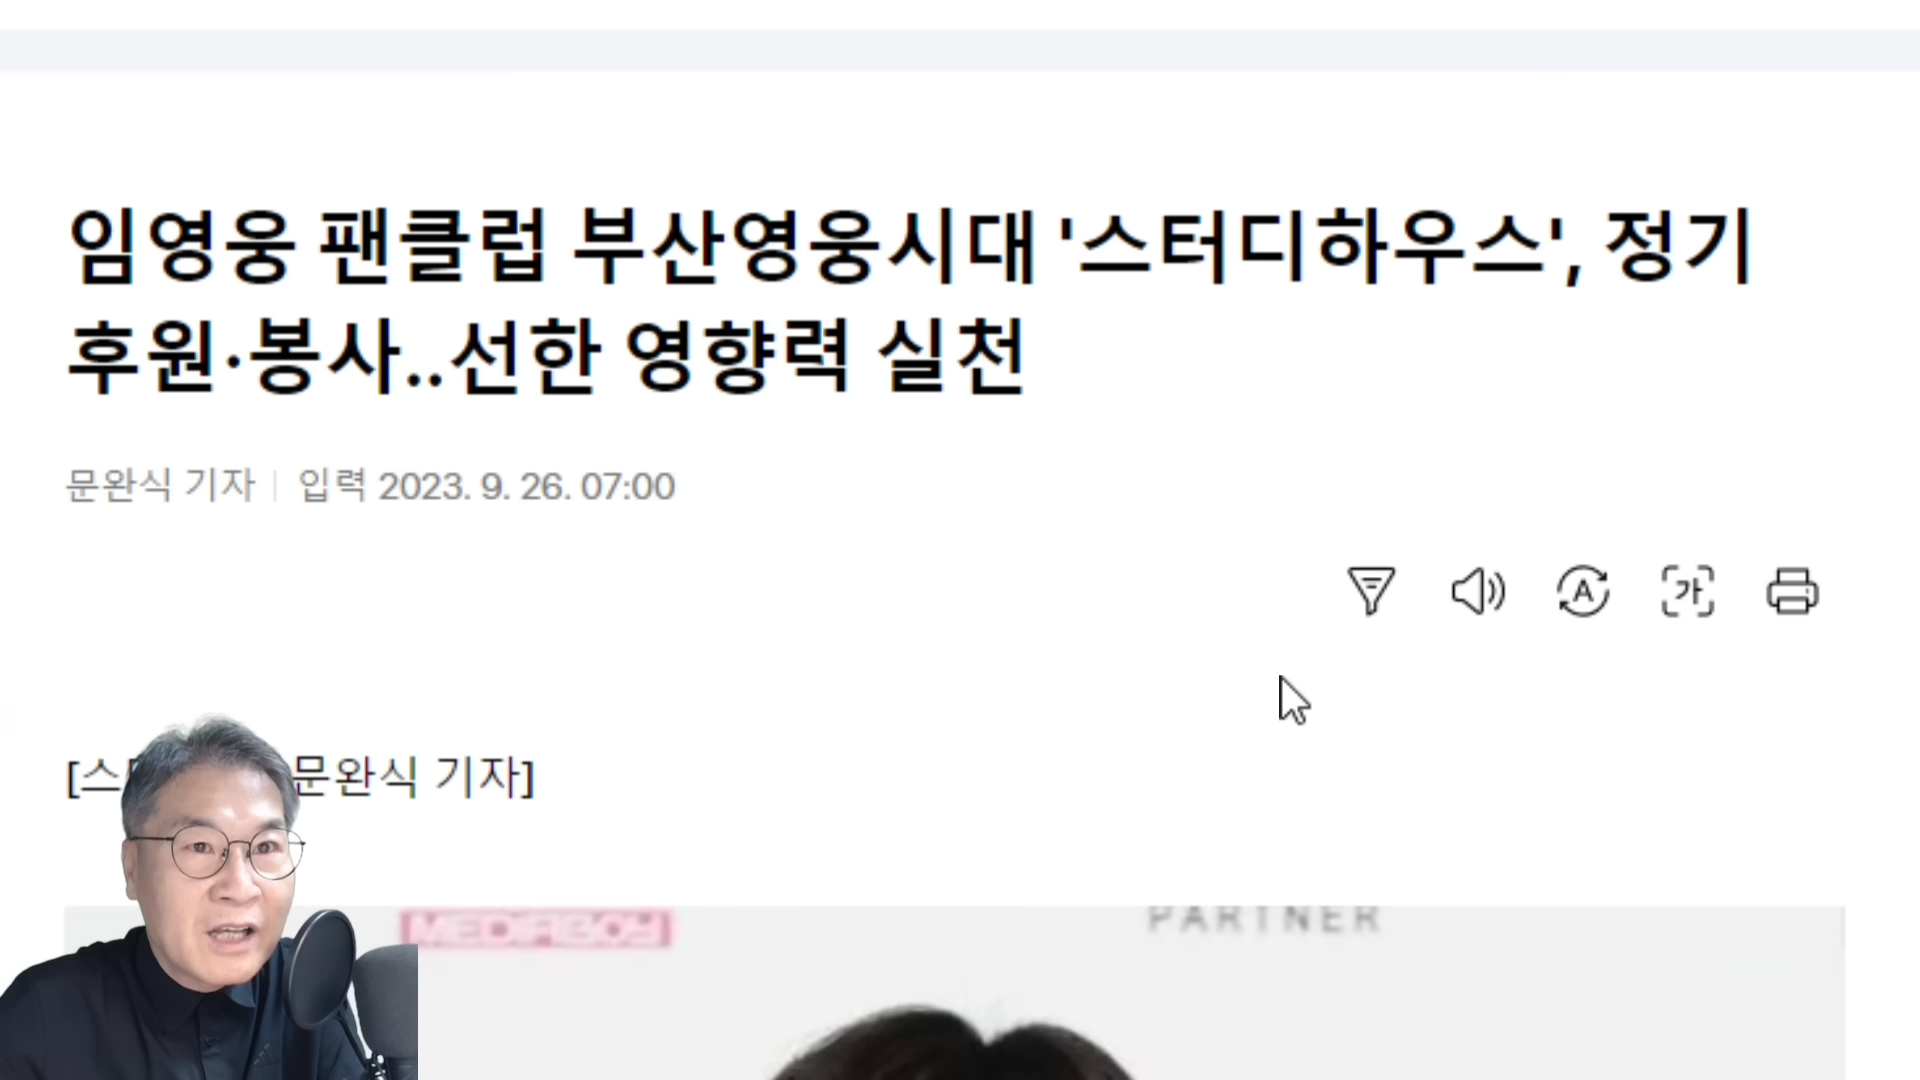 임영웅 팬클럽 부산영웅시대 '스터디하우스', 정기
후원·봉사..선한 영향력 실천
문완식 기자 입력 2023. 9. 26. 07:00
A 가
문완식 기자]
MEDIABOY PARTNER